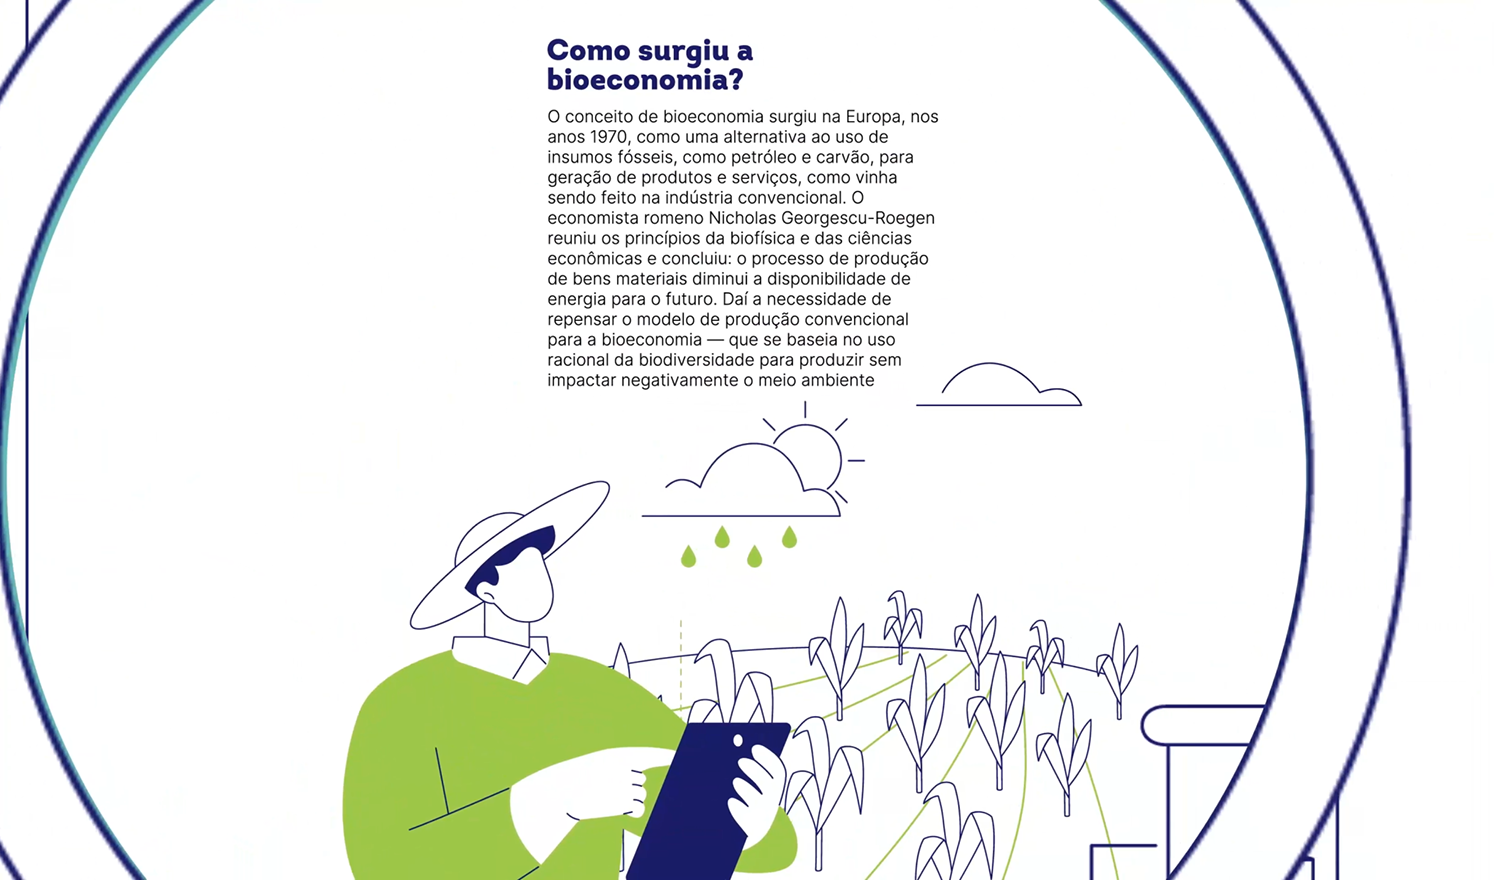 Como surgiu a
bioeconomia?
O conceito de bioeconomia surgiu na Europa, nos
anos 1970, como uma alternativa ao uso de
insumos fósseis, como petróleo e carvão, para
geração de produtos e serviços, como vinha
sendo feito na indústria convencional. O
economista romeno Nicholas Georgescu-Roegen
reuniu os princípios da biofísica e das ciências
econômicas e concluiu: o processo de produção
de bens materiais diminui a disponibilidade de
energia para o futuro. Daí a necessidade de
repensar o modelo de produção convencional
para a bioeconomia — que se baseia no uso
racional da biodiversidade para produzir sem
impactar negativamente o meio ambiente